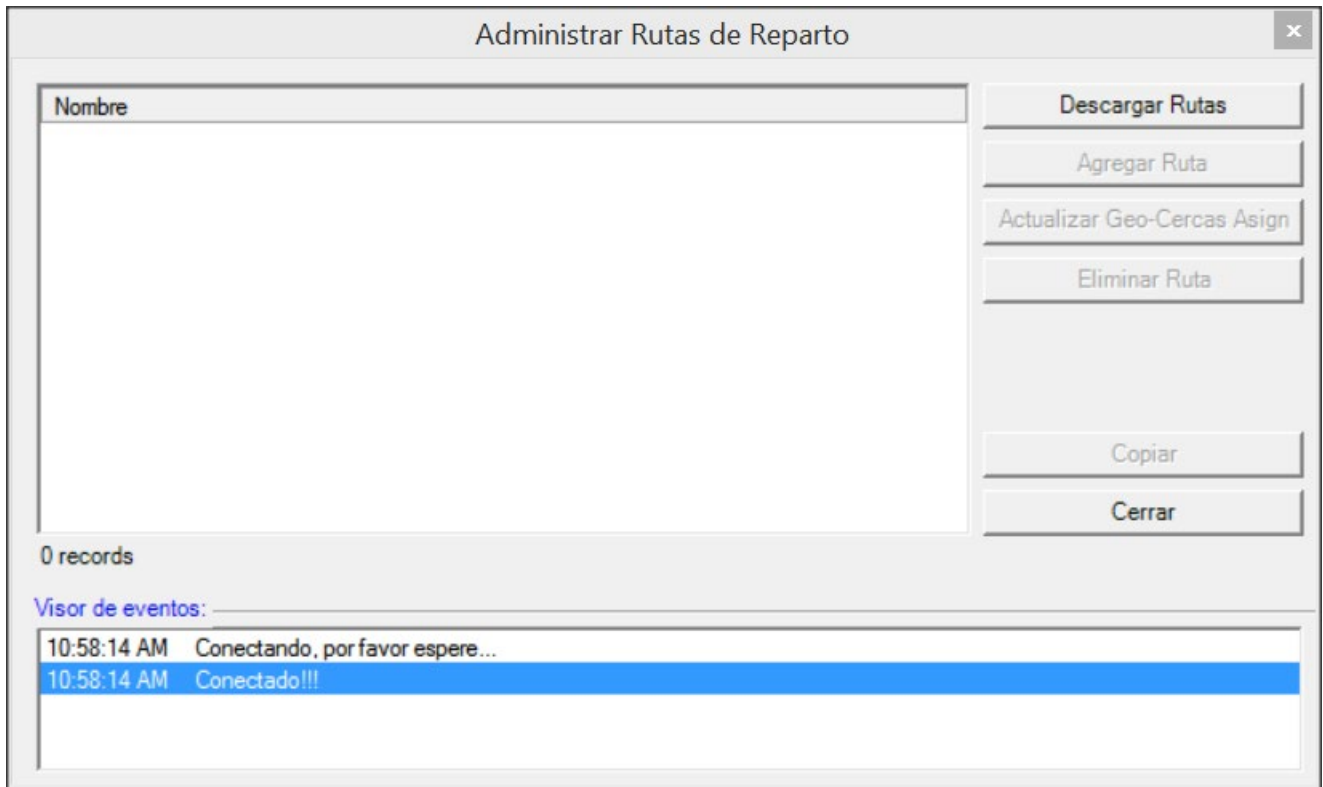 Administrar Rutas de Reparto
x
Nombre
Descargar Rutas
Agregar Ruta
Actualizar Geo-Cercas Asign
Eliminar Ruta
Copiar
Cerrar
0 records
Visor de eventos:
10:58:14 AM Conectando, por favor espere...
10:58:14 AM Conectado!!!